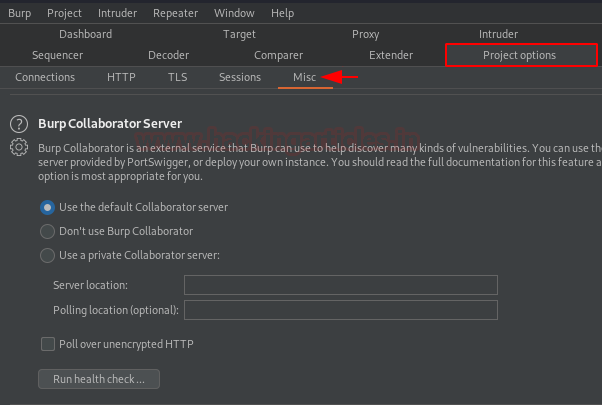 Burp Project Intruder Repeater Window Help
Dashboard Target Proxy Intruder
Sequencer Decoder Comparer Extender Project options
Connections HTTP TLS Sessions Misc
Burp Collaborator Server
Burp Collaborator is an external service that Burp can use to help discover many kinds of vulnerabilities. You can use the
server provided by PortSwigger, or deploy your own instance. You should read the full documentation for this feature a
option is most appropriate for you.
Use the default Collaborator server
Don't use Burp Collaborator
Use a private Collaborator server:
Server location:
Polling location (optional):
Poll over unencrypted HTTP
Run health check ...